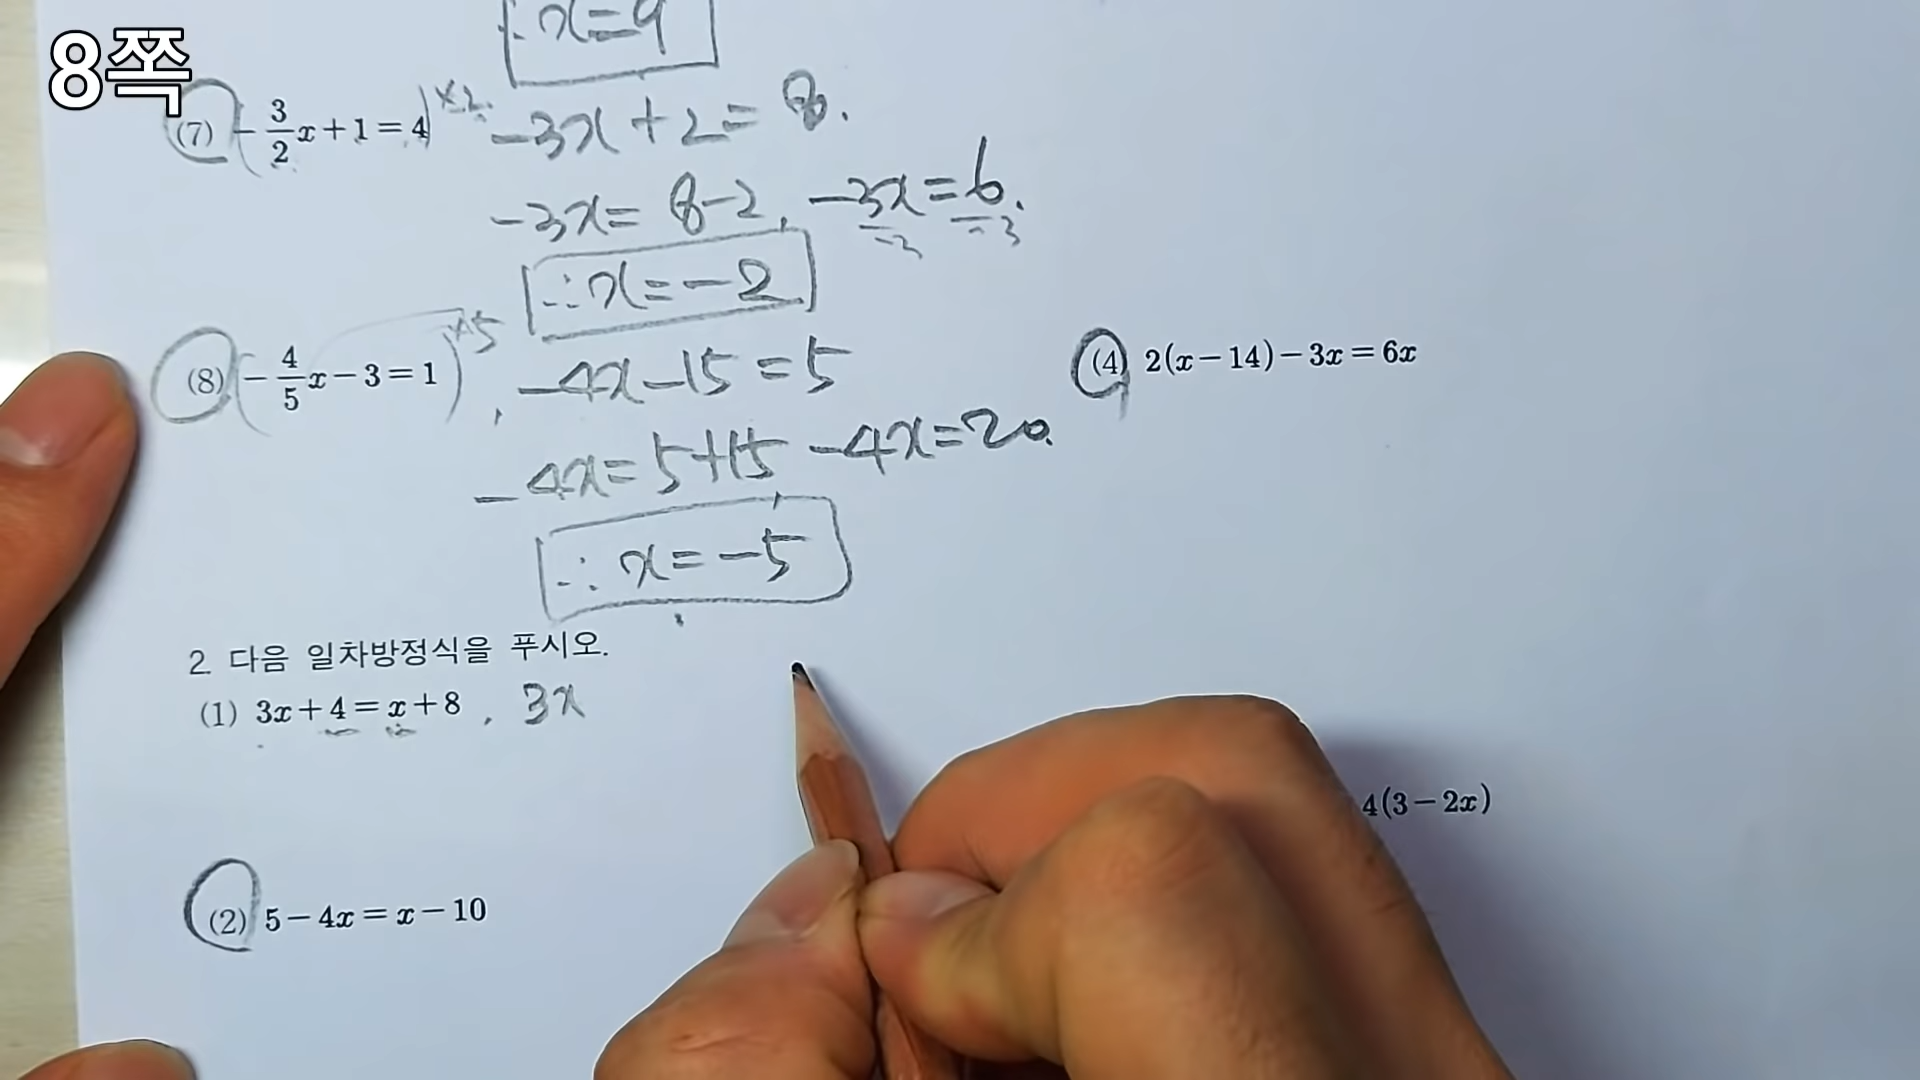 8쪽
∴ x=9
(7) -3/2x+1=4 ×2
-3x+2=8.
-3x=8-2, -3x=6.
-3 -3
∴ x=-2
(8) -4/5x-3=1 ×5
, -4x-15=5
-4x=5+15, -4x=20.
∴ x=-5
2. 다음 일차방정식을 푸시오.
(1) 3x+4=x+8 , 3x
(2) 5-4x=x-10
(4) 2(x-14)-3x=6x
4(3-2x)